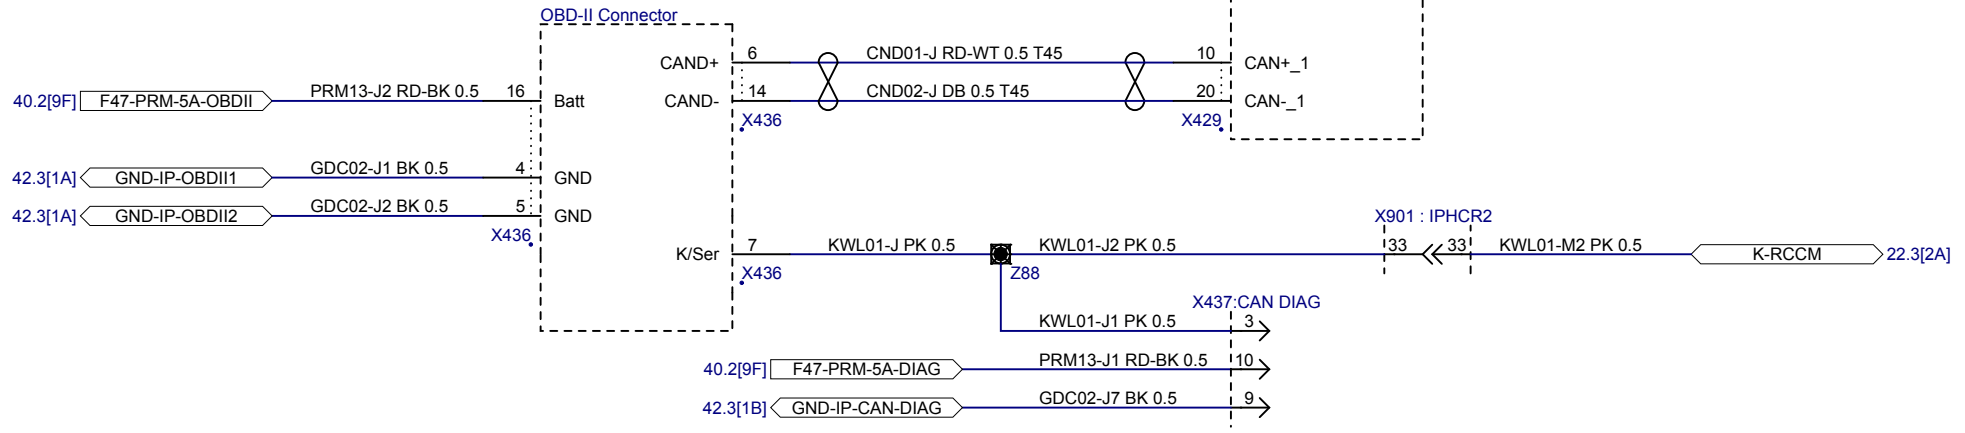 OBD-II Connector
CAND+ 6 CND01-J RD-WT 0.5 T45 10 CAN+_1
40.2[9F] F47-PRM-5A-OBDII PRM13-J2 RD-BK 0.5 16 Batt CAND- 14 CND02-J DB 0.5 T45 20 CAN-_1
X436 X429
42.3[1A] GND-IP-OBDII1 GDC02-J1 BK 0.5 4 GND
42.3[1A] GND-IP-OBDII2 GDC02-J2 BK 0.5 5 GND
X436 X901 : IPHCR2
K/Ser 7 KWL01-J PK 0.5 KWL01-J2 PK 0.5 33 33 KWL01-M2 PK 0.5 K-RCCM 22.3[2A]
X436 Z88
X437:CAN DIAG
KWL01-J1 PK 0.5 3
40.2[9F] F47-PRM-5A-DIAG PRM13-J1 RD-BK 0.5 10
42.3[1B] GND-IP-CAN-DIAG GDC02-J7 BK 0.5 9